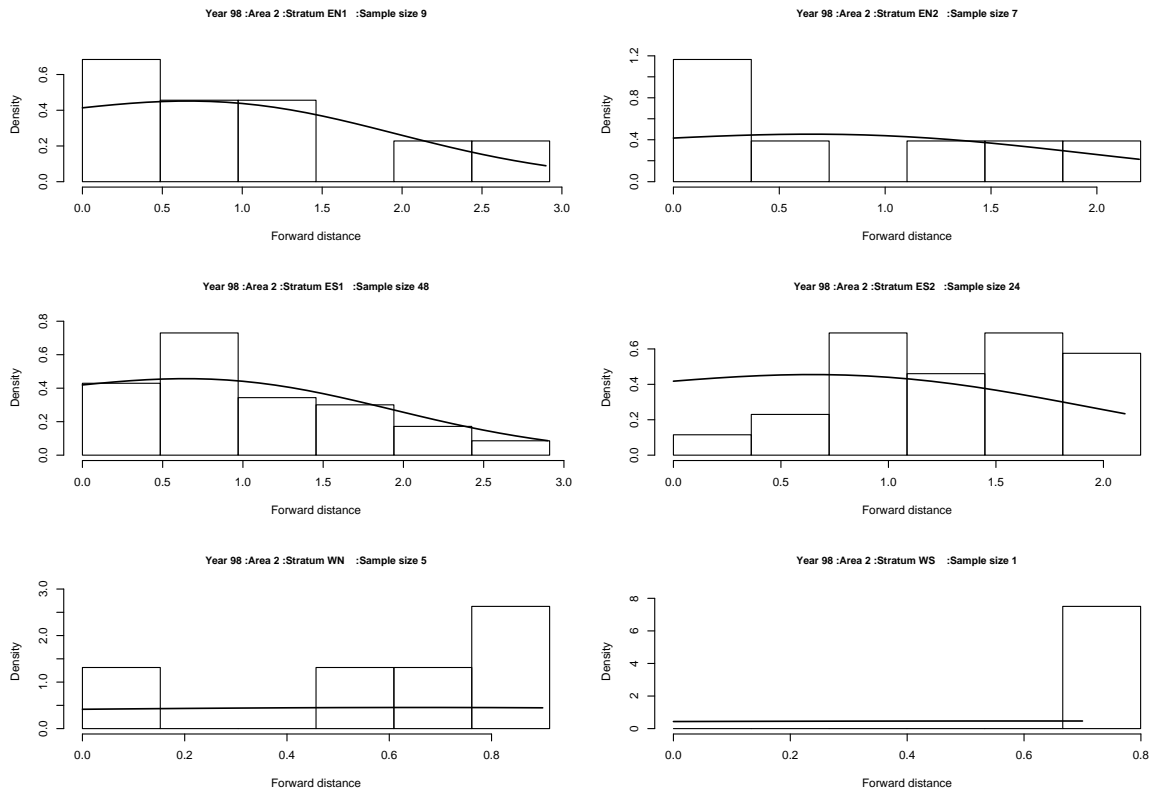 Year 98 :Area 2 :Stratum EN1 :Sample size 9
Density
0.0 0.2 0.4 0.6
0.0 0.5 1.0 1.5 2.0 2.5 3.0
Forward distance
Year 98 :Area 2 :Stratum EN2 :Sample size 7
Density
0.0 0.4 0.8 1.2
0.0 0.5 1.0 1.5 2.0
Forward distance
Year 98 :Area 2 :Stratum ES1 :Sample size 48
Density
0.0 0.2 0.4 0.6 0.8
0.0 0.5 1.0 1.5 2.0 2.5 3.0
Forward distance
Year 98 :Area 2 :Stratum ES2 :Sample size 24
Density
0.0 0.2 0.4 0.6
0.0 0.5 1.0 1.5 2.0
Forward distance
Year 98 :Area 2 :Stratum WN :Sample size 5
Density
0.0 1.0 2.0 3.0
0.0 0.2 0.4 0.6 0.8
Forward distance
Year 98 :Area 2 :Stratum WS :Sample size 1
Density
0 2 4 6 8
0.0 0.2 0.4 0.6 0.8
Forward distance